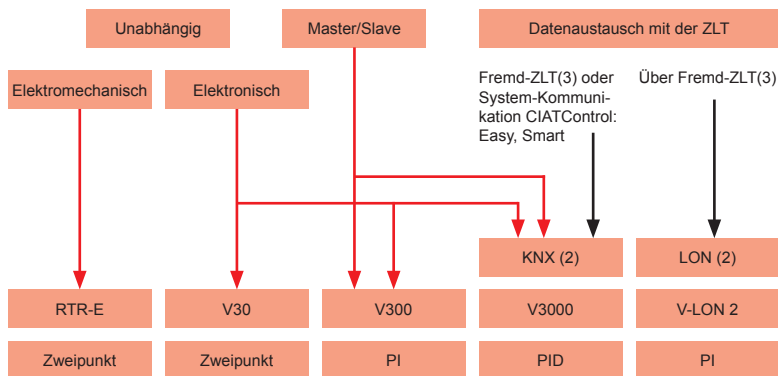 Unabhängig
Master/Slave
Datenaustausch mit der ZLT
Elektromechanisch
Elektronisch
Fremd-ZLT(3) oder
System-Kommuni-
kation CIATControl:
Easy, Smart
Über Fremd-ZLT(3)
KNX (2)
LON (2)
RTR-E
V30
V300
V3000
V-LON 2
Zweipunkt
Zweipunkt
PI
PID
PI